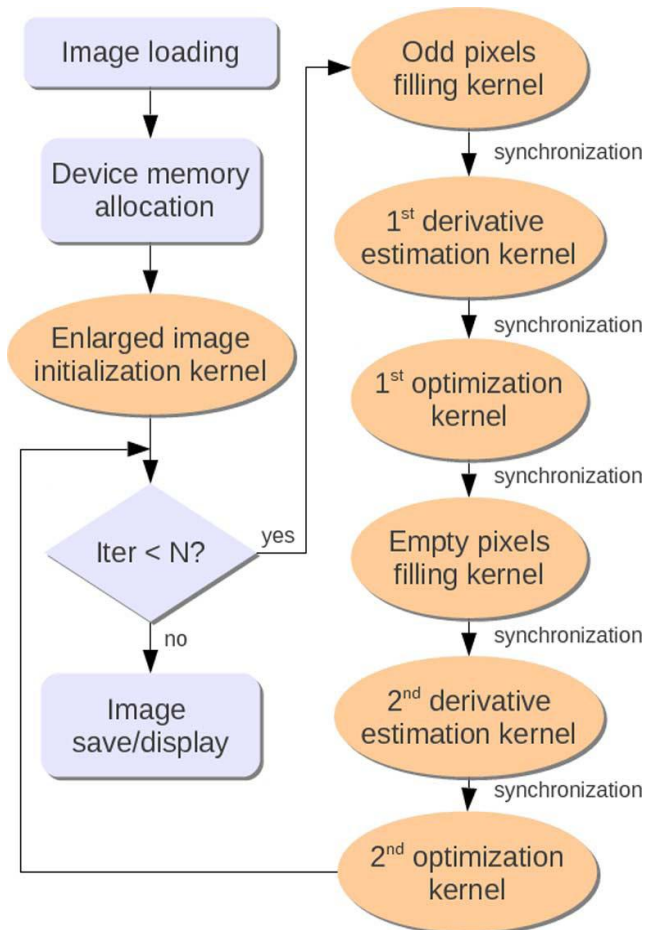 Image loading
Device memory
allocation
Enlarged image
initialization kernel
Iter < N?
yes
no
Image
save/display
Odd pixels
filling kernel
synchronization
1st derivative
estimation kernel
synchronization
1st optimization
kernel
synchronization
Empty pixels
filling kernel
synchronization
2nd derivative
estimation kernel
synchronization
2nd optimization
kernel